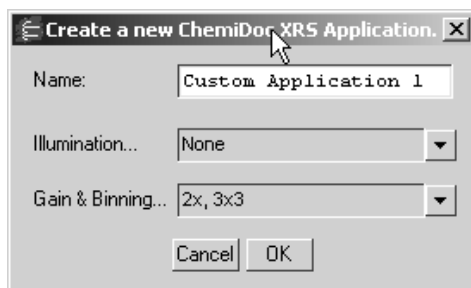 Create a new ChemiDoc XRS Application.
Name: Custom Application 1
Illumination... None
Gain & Binning... 2x, 3x3
Cancel OK